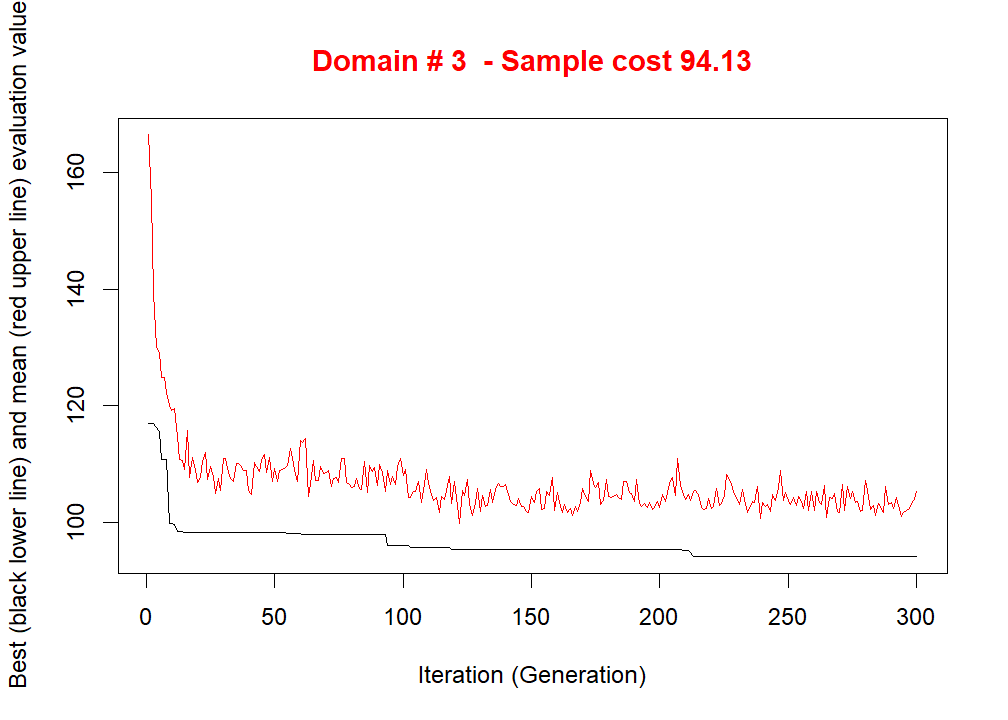 Domain # 3  - Sample cost 94.13
Best (black lower line) and mean (red upper line) evaluation value
160
140
120
100
0 50 100 150 200 250 300
Iteration (Generation)